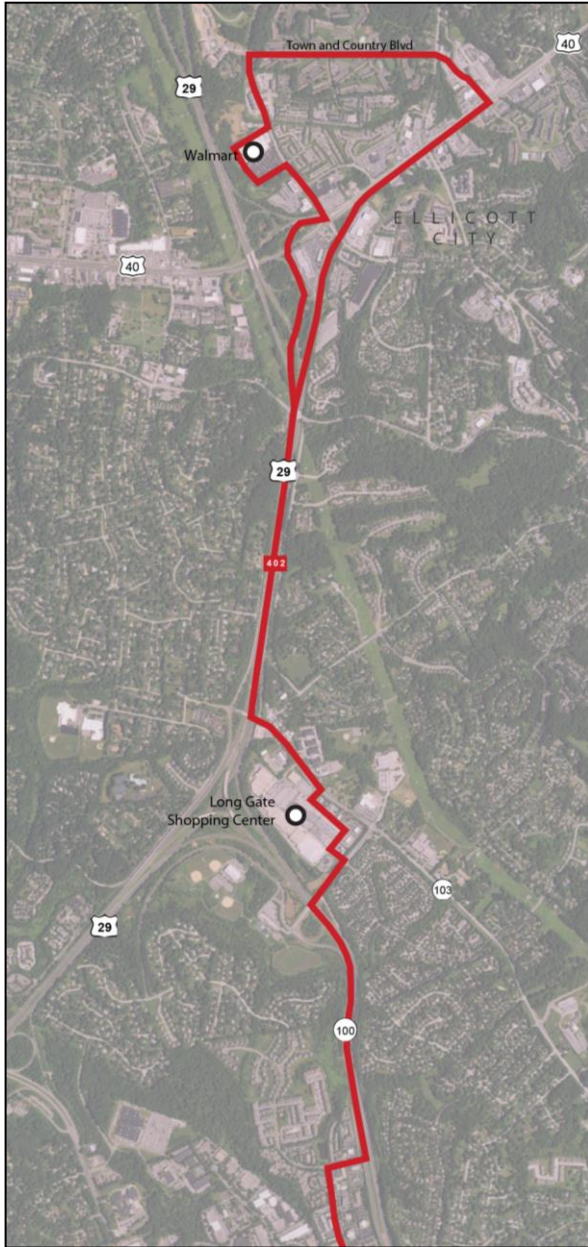 Town and Country Blvd
40
29
Walmart
ELLICOTT
CITY
40
29
402
Long Gate
Shopping Center
103
29
100